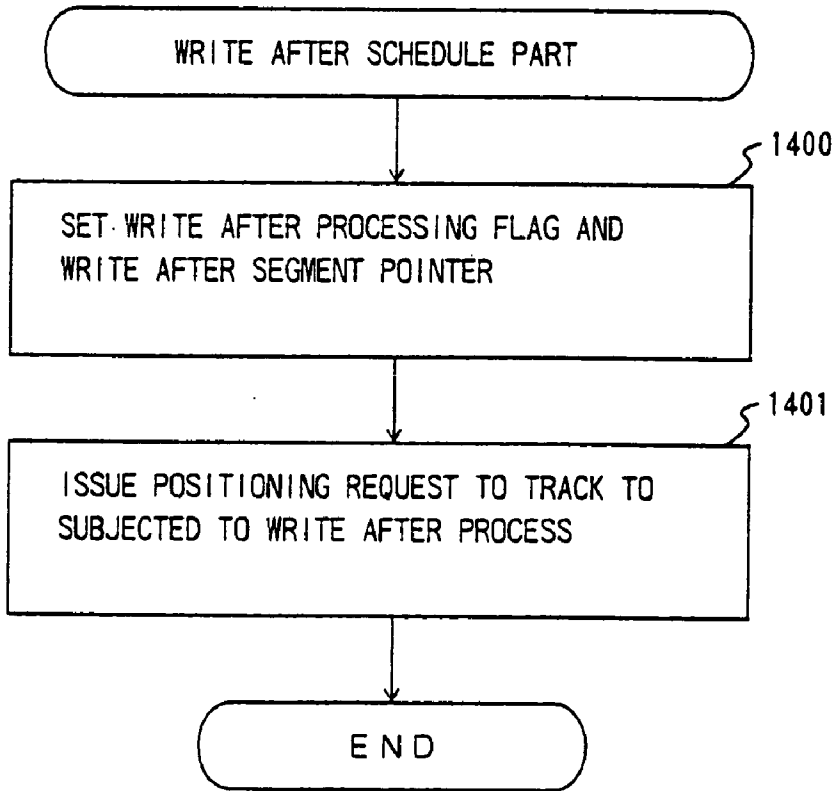 WRITE AFTER SCHEDULE PART
1400
SET WRITE AFTER PROCESSING FLAG AND
WRITE AFTER SEGMENT POINTER
1401
ISSUE POSITIONING REQUEST TO TRACK TO
SUBJECTED TO WRITE AFTER PROCESS
END